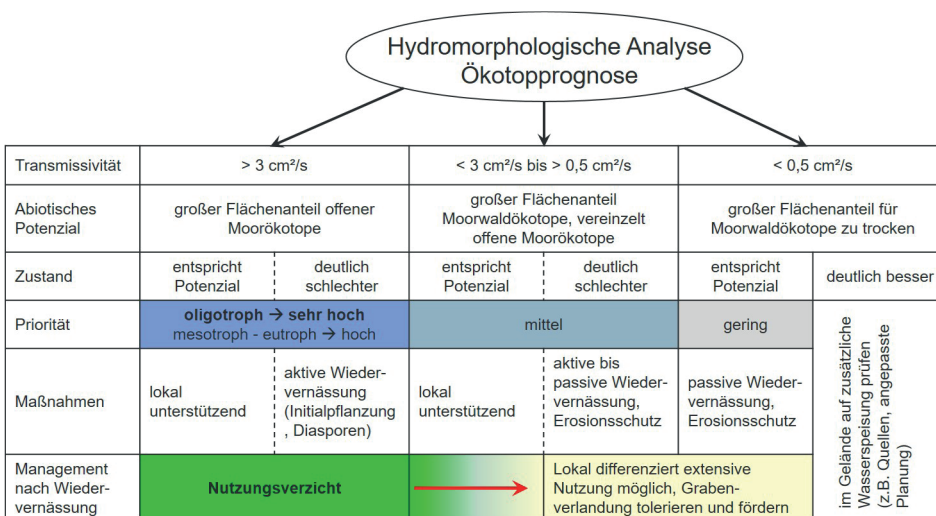 Hydromorphologische Analyse
Ökotopprognose
Transmissivität
> 3 cm²/s
< 3 cm²/s bis > 0,5 cm²/s
< 0,5 cm²/s
Abiotisches
Potenzial
großer Flächenanteil offener
Moorökotope
großer Flächenanteil
Moorwaldökotope, vereinzelt
offene Moorökotope
großer Flächenanteil für
Moorwaldökotope zu trocken
Zustand
entspricht
Potenzial
deutlich
schlechter
entspricht
Potenzial
deutlich
schlechter
entspricht
Potenzial
deutlich besser
Priorität
oligotroph → sehr hoch
mesotroph - eutroph → hoch
mittel
gering
Maßnahmen
lokal
unterstützend
aktive Wieder-
vernässung
(Initialpflanzung
, Diasporen)
lokal
unterstützend
aktive bis
passive Wieder-
vernässung,
Erosionsschutz
passive Wieder-
vernässung,
Erosionsschutz
im Gelände auf zusätzliche
Wasserspeisung prüfen
(z.B. Quellen, angepasste
Planung)
Management
nach Wieder-
vernässung
Nutzungsverzicht
Lokal differenziert extensive
Nutzung möglich, Graben-
verlandung tolerieren und fördern